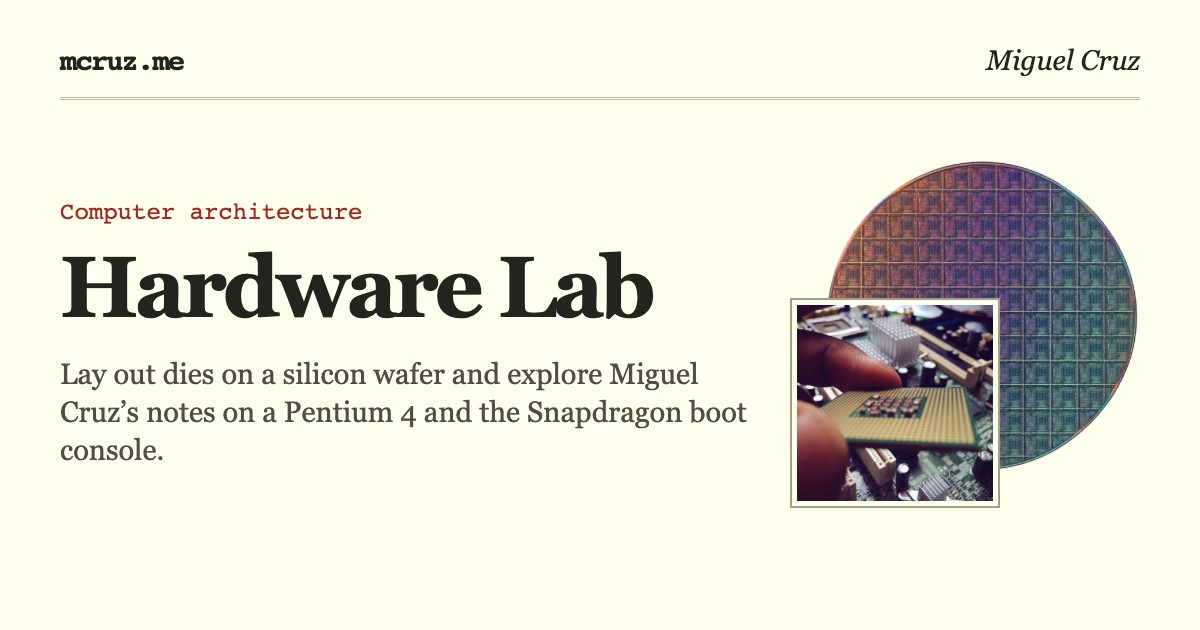 mcruz.me
Miguel Cruz
Computer architecture
Hardware Lab
Lay out dies on a silicon wafer and explore Miguel
Cruz’s notes on a Pentium 4 and the Snapdragon boot
console.